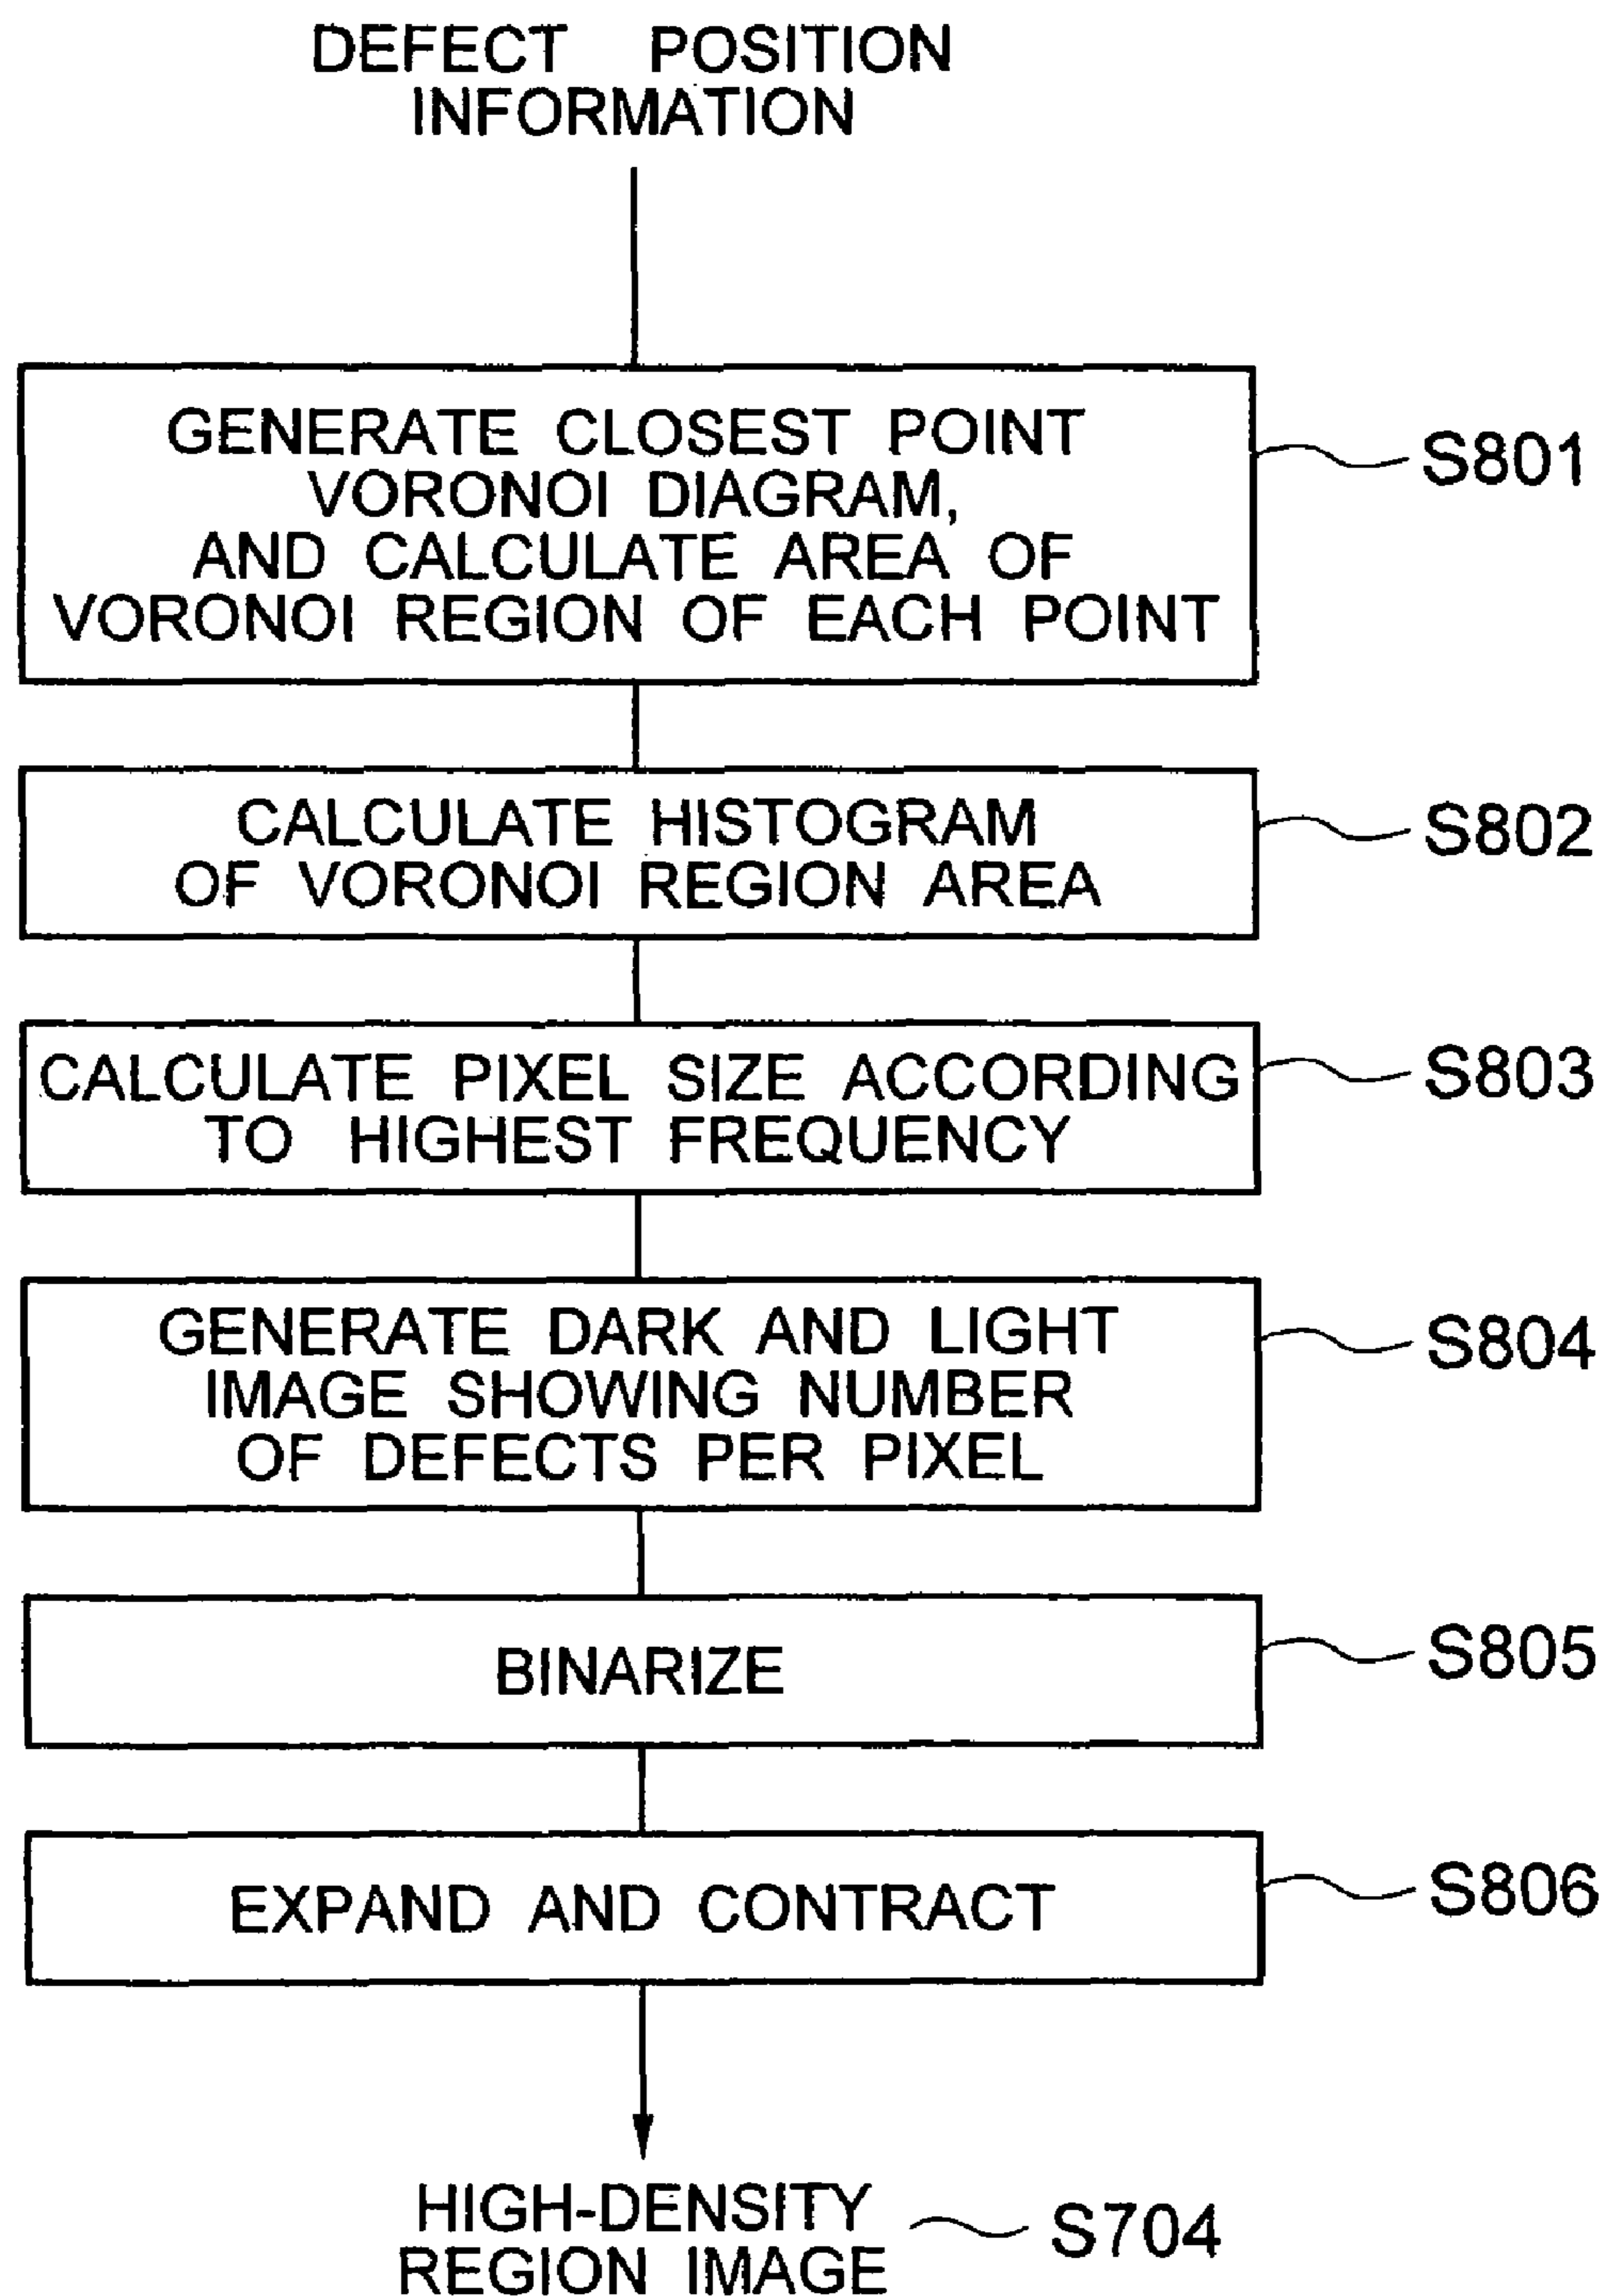 DEFECT POSITION
INFORMATION
GENERATE CLOSEST POINT
VORONOI DIAGRAM,
AND CALCULATE AREA OF
VORONOI REGION OF EACH POINT
S801
CALCULATE HISTOGRAM
OF VORONOI REGION AREA
S802
CALCULATE PIXEL SIZE ACCORDING
TO HIGHEST FREQUENCY
S803
GENERATE DARK AND LIGHT
IMAGE SHOWING NUMBER
OF DEFECTS PER PIXEL
S804
BINARIZE
S805
EXPAND AND CONTRACT
S806
HIGH-DENSITY
REGION IMAGE
S704